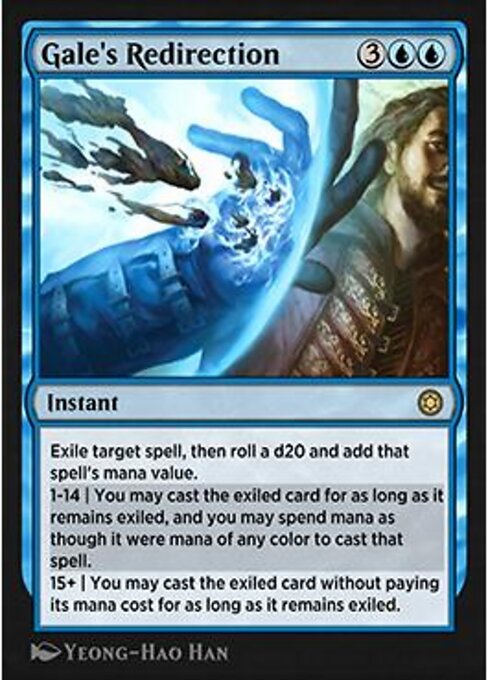 Gale's Redirection 3
Instant
Exile target spell, then roll a d20 and add that
spell's mana value.
1-14 | You may cast the exiled card for as long as it
remains exiled, and you may spend mana as
though it were mana of any color to cast that
spell.
15+ | You may cast the exiled card without paying
its mana cost for as long as it remains exiled.
Yeong-Hao Han